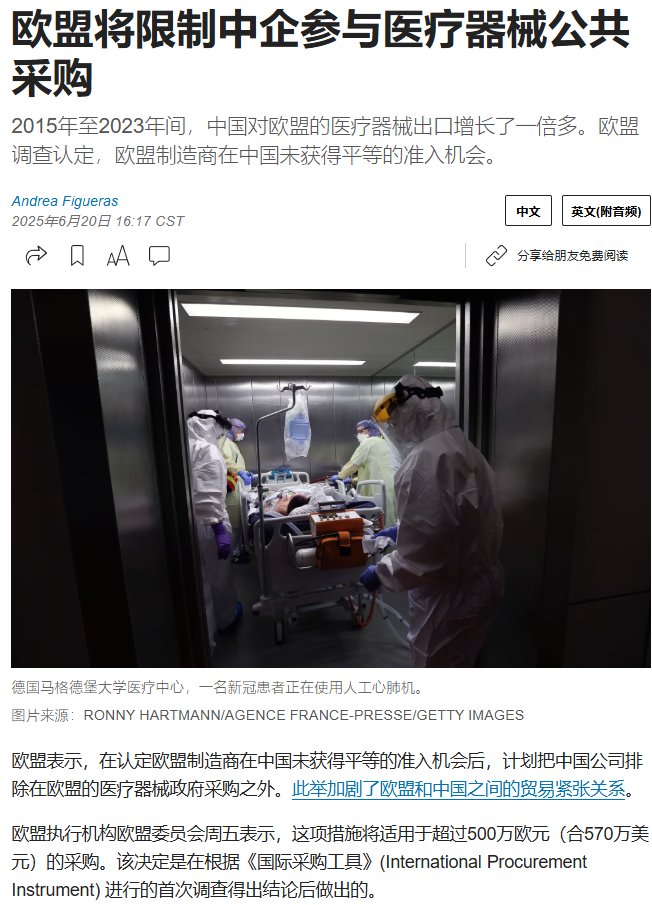 欧盟将限制中企参与医疗器械公共
采购
2015年至2023年间，中国对欧盟的医疗器械出口增长了一倍多。欧盟
调查认定，欧盟制造商在中国未获得平等的准入机会。
Andrea Figueras
2025年6月20日 16:17 CST
中文
英文(附音频)
AA
分享给朋友免费阅读
德国马格德堡大学医疗中心，一名新冠患者正在使用人工心肺机。
图片来源：RONNY HARTMANN/AGENCE FRANCE-PRESSE/GETTY IMAGES
欧盟表示，在认定欧盟制造商在中国未获得平等的准入机会后，计划把中国公司排
除在欧盟的医疗器械政府采购之外。此举加剧了欧盟和中国之间的贸易紧张关系。
欧盟执行机构欧盟委员会周五表示，这项措施将适用于超过500万欧元（合570万美
元）的采购。该决定是在根据《国际采购工具》(International Procurement
Instrument) 进行的首次调查得出结论后做出的。